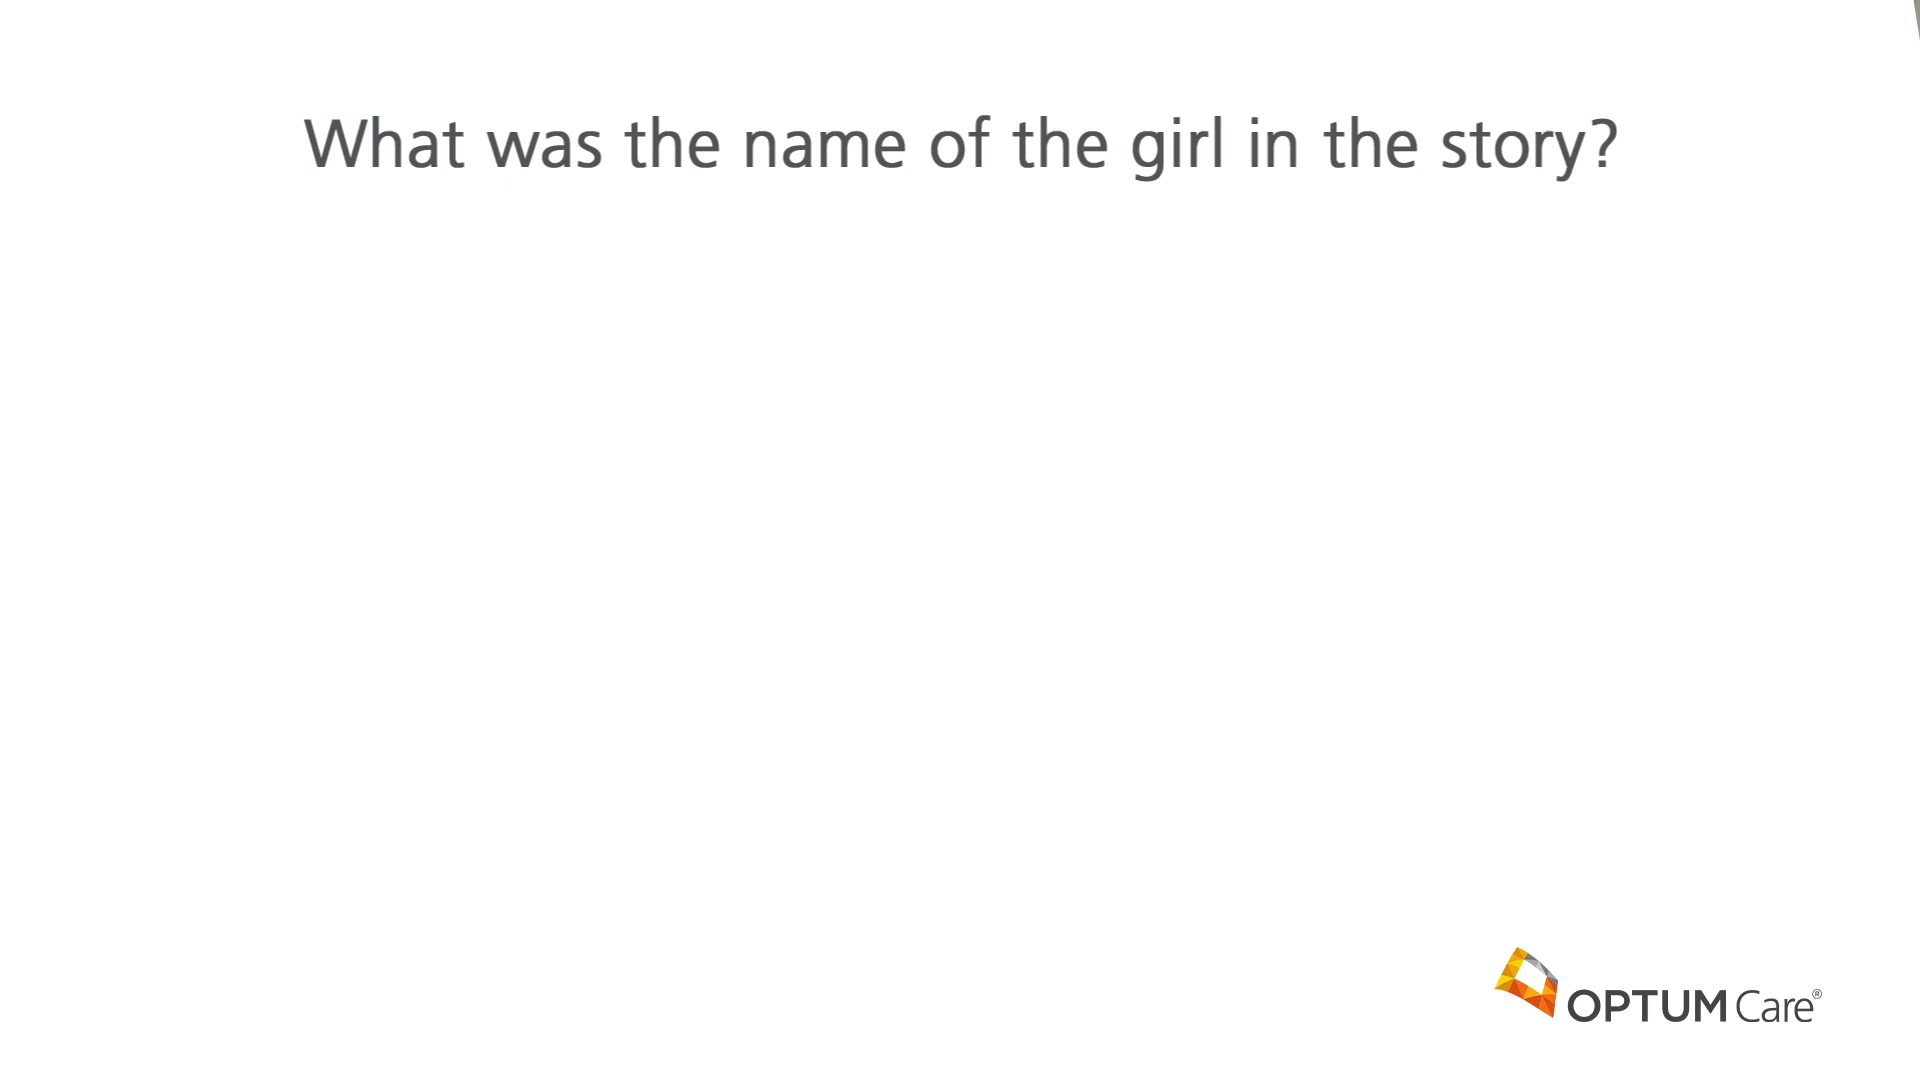 What was the name of the girl in the story?
OPTUM Care®